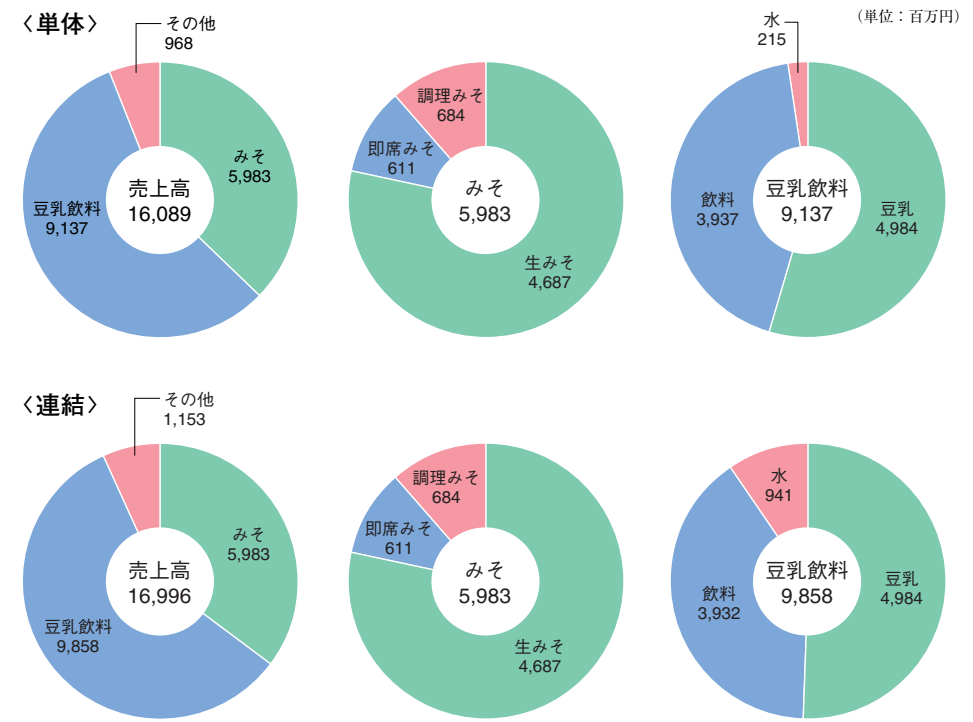 〈単体〉
(単位：百万円)
その他
968
みそ
5,983
豆乳飲料
9,137
売上高
16,089
調理みそ
684
即席みそ
611
みそ
5,983
生みそ
4,687
水
215
飲料
3,937
豆乳飲料
9,137
豆乳
4,984
〈連結〉
その他
1,153
みそ
5,983
売上高
16,996
豆乳飲料
9,858
調理みそ
684
即席みそ
611
みそ
5,983
生みそ
4,687
水
941
飲料
3,932
豆乳飲料
9,858
豆乳
4,984